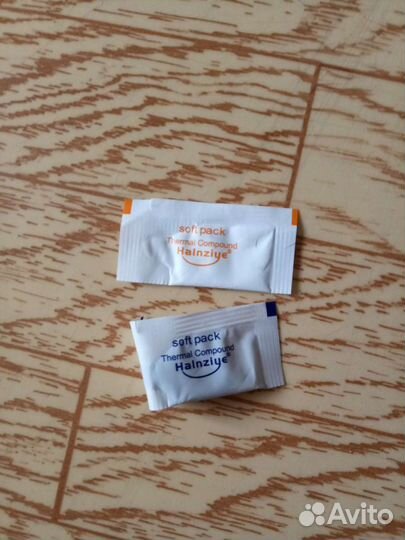 soft pack
Thermal Compound
Halnziye®
soft pack
Thermal Compound
Halnziye®
Avito